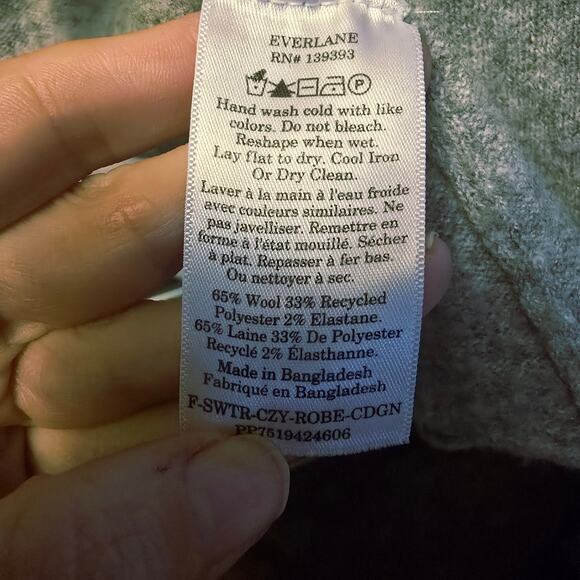 EVERLANE
RN# 139393
P
Hand wash cold with like
colors. Do not bleach.
Reshape when wet.
Lay flat to dry. Cool Iron
Or Dry Clean.
Laver à la main à l'eau froide
avec couleurs similaires. Ne
pas javelliser. Remettre en
forme à l'état mouillé. Sécher
à plat. Repasser à fer bas.
Ou nettoyer à sec.
65% Wool 33% Recycled
Polyester 2% Elastane.
65% Laine 33% De Polyester
Recyclé 2% Élasthanne.
Made in Bangladesh
Fabriqué en Bangladesh
F-SWTR-CZY-ROBE-CDGN
PP7519424606